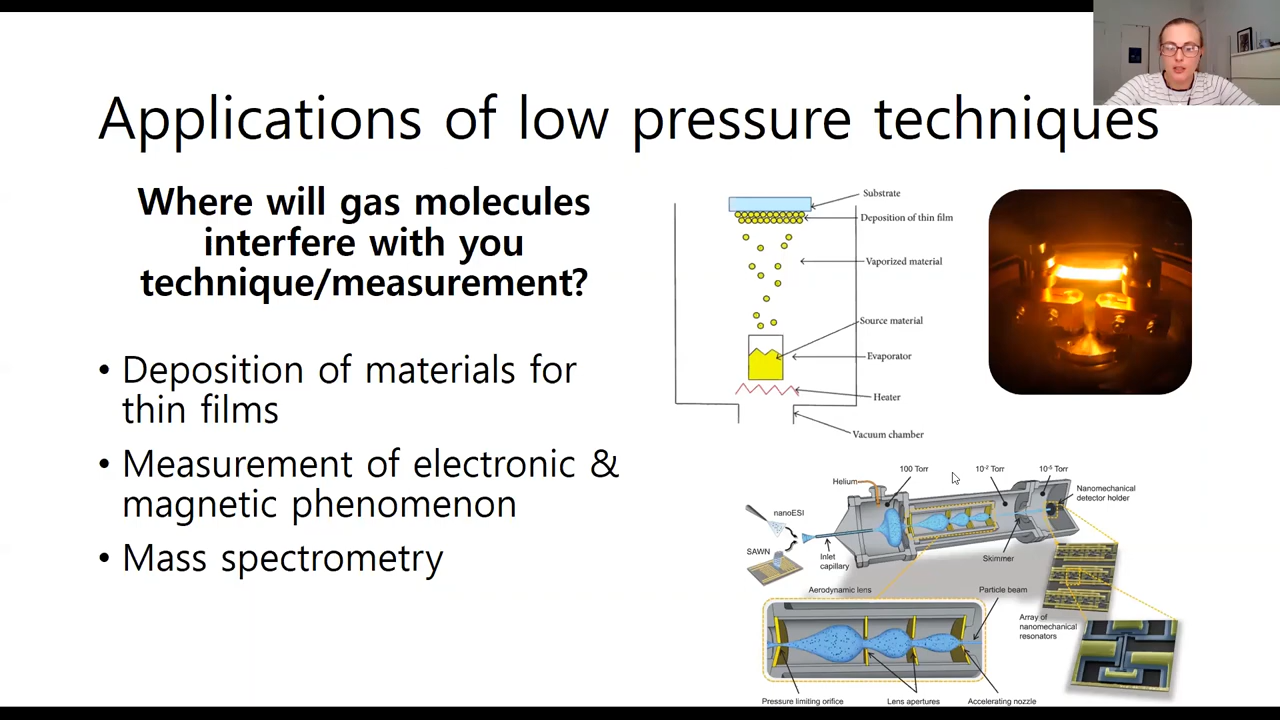 Applications of low pressure techniques
Where will gas molecules
interfere with you
technique/measurement?
• Deposition of materials for
thin films
• Measurement of electronic &
magnetic phenomenon
• Mass spectrometry
Substrate
Deposition of thin film
Vaporized material
Source material
Evaporator
Heater
Vacuum chamber
100 Torr
10⁻² Torr
10⁻⁵ Torr
Helium
Nanomechanical
detector holder
nanoESI
SAWN
Inlet
capillary
Skimmer
Aerodynamic lens
Particle beam
Array of
nanomechanical
resonators
Pressure limiting orifice
Lens apertures
Accelerating nozzle